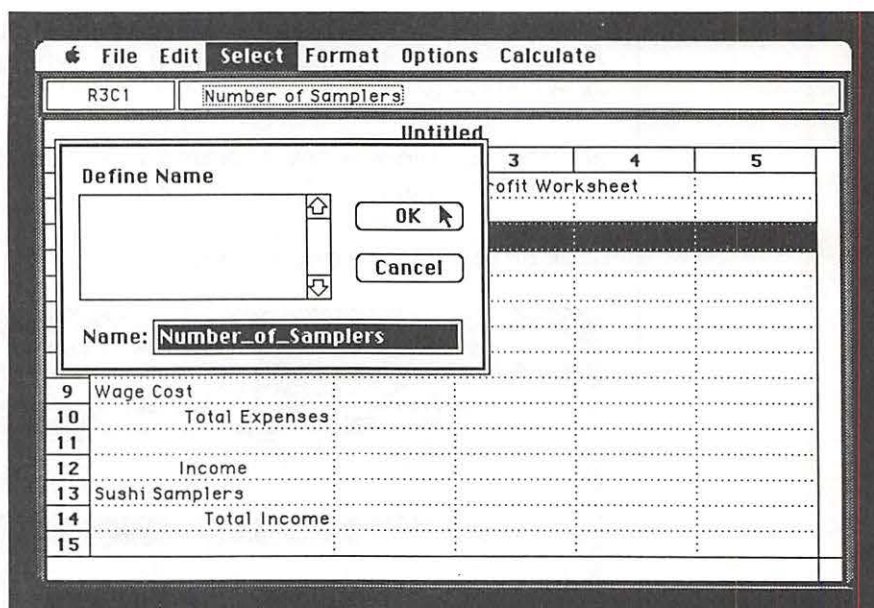 File Edit Select Format Options Calculate
R3C1 Number of Samplers
Untitled
3 4 5
rofit Worksheet
Define Name
OK
Cancel
Name: Number_of_Samplers
9 Wage Cost
10 Total Expenses
11
12 Income
13 Sushi Samplers
14 Total Income
15